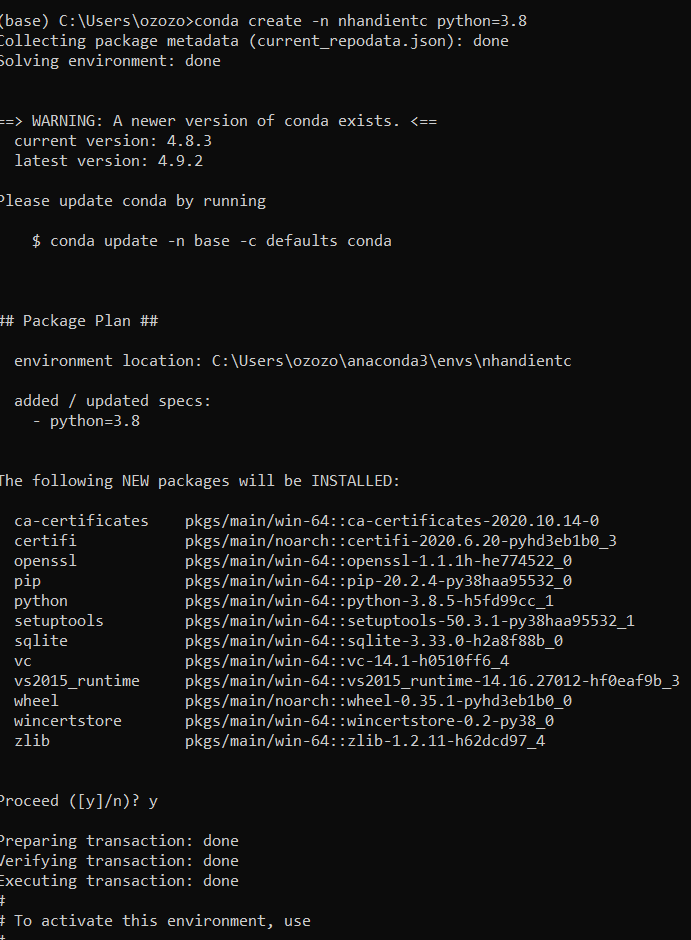 (base) C:\Users\ozozo>conda create -n nhandientc python=3.8
Collecting package metadata (current_repodata.json): done
Solving environment: done
==> WARNING: A newer version of conda exists. <==
current version: 4.8.3
latest version: 4.9.2
Please update conda by running
$ conda update -n base -c defaults conda
## Package Plan ##
environment location: C:\Users\ozozo\anaconda3\envs\nhandientc
added / updated specs:
- python=3.8
The following NEW packages will be INSTALLED:
ca-certificates pkgs/main/win-64::ca-certificates-2020.10.14-0
certifi pkgs/main/noarch::certifi-2020.6.20-pyhd3eb1b0_3
openssl pkgs/main/win-64::openssl-1.1.1h-he774522_0
pip pkgs/main/win-64::pip-20.2.4-py38haa95532_0
python pkgs/main/win-64::python-3.8.5-h5fd99cc_1
setuptools pkgs/main/win-64::setuptools-50.3.1-py38haa95532_1
sqlite pkgs/main/win-64::sqlite-3.33.0-h2a8f88b_0
vc pkgs/main/win-64::vc-14.1-h0510ff6_4
vs2015_runtime pkgs/main/win-64::vs2015_runtime-14.16.27012-hf0eaf9b_3
wheel pkgs/main/noarch::wheel-0.35.1-pyhd3eb1b0_0
wincertstore pkgs/main/win-64::wincertstore-0.2-py38_0
zlib pkgs/main/win-64::zlib-1.2.11-h62dcd97_4
Proceed ([y]/n)? y
Preparing transaction: done
Verifying transaction: done
Executing transaction: done
#
# To activate this environment, use
#